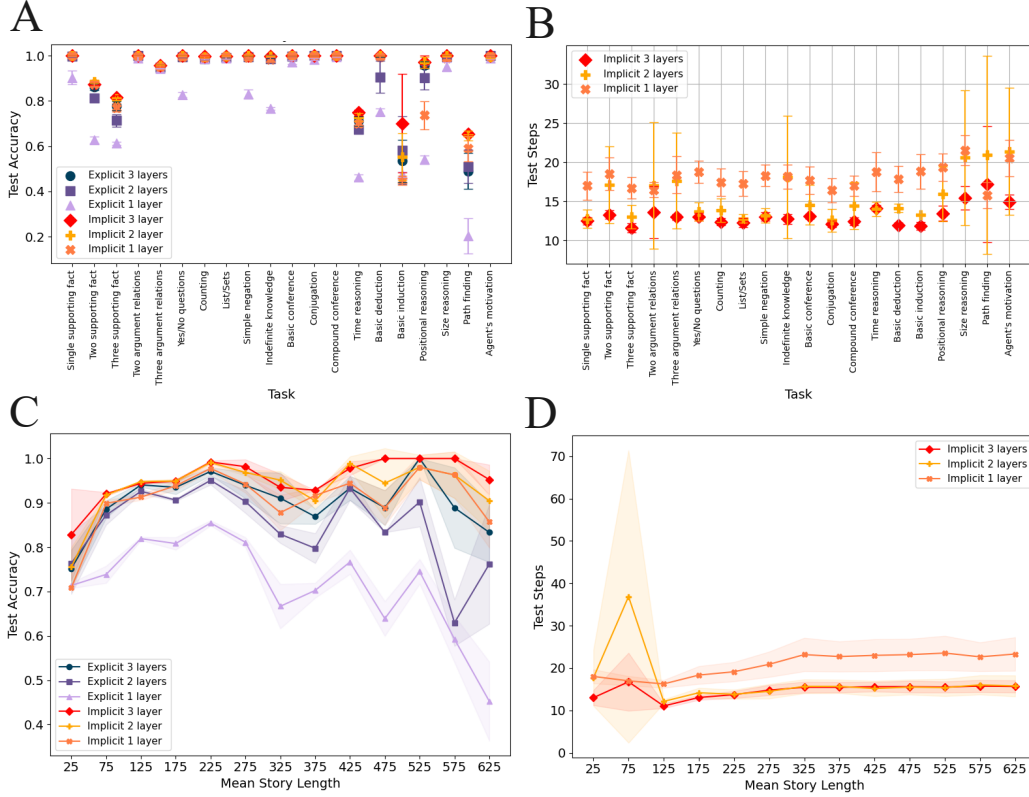 A
Test Accuracy
1.0
0.8
0.6
0.4
0.2
Explicit 3 layers
Explicit 2 layers
Explicit 1 layer
Implicit 3 layer
Implicit 2 layer
Implicit 1 layer
Single supporting fact
Two supporting fact
Three supporting fact
Two argument relations
Three argument relations
Yes/No questions
Counting
List/Sets
Simple negation
Indefinite knowledge
Basic conference
Conjugation
Compound conference
Time reasoning
Basic deduction
Basic induction
Positional reasoning
Size reasoning
Path finding
Agent's motivation
Task
B
Test Steps
35
30
25
20
15
10
Implicit 3 layers
Implicit 2 layers
Implicit 1 layer
Single supporting fact
Two supporting fact
Three supporting fact
Two argument relations
Three argument relations
Yes/No questions
Counting
List/Sets
Simple negation
Indefinite knowledge
Basic conference
Conjugation
Compound conference
Time reasoning
Basic deduction
Basic induction
Positional reasoning
Size reasoning
Path finding
Agent's motivation
Task
C
Test Accuracy
1.0
0.9
0.8
0.7
0.6
0.5
0.4
Explicit 3 layers
Explicit 2 layers
Explicit 1 layer
Implicit 3 layer
Implicit 2 layer
Implicit 1 layer
25 75 125 175 225 275 325 375 425 475 525 575 625
Mean Story Length
D
Test Steps
70
60
50
40
30
20
10
0
Implicit 3 layers
Implicit 2 layers
Implicit 1 layer
25 75 125 175 225 275 325 375 425 475 525 575 625
Mean Story Length